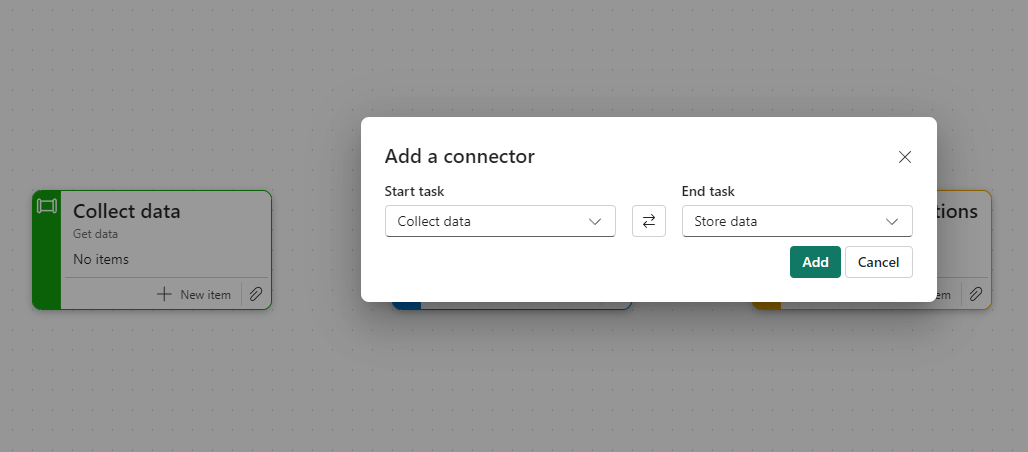 Add a connector
Start task
End task
Collect data
Store data
Add
Cancel
Collect data
Get data
No items
New item
tions
em